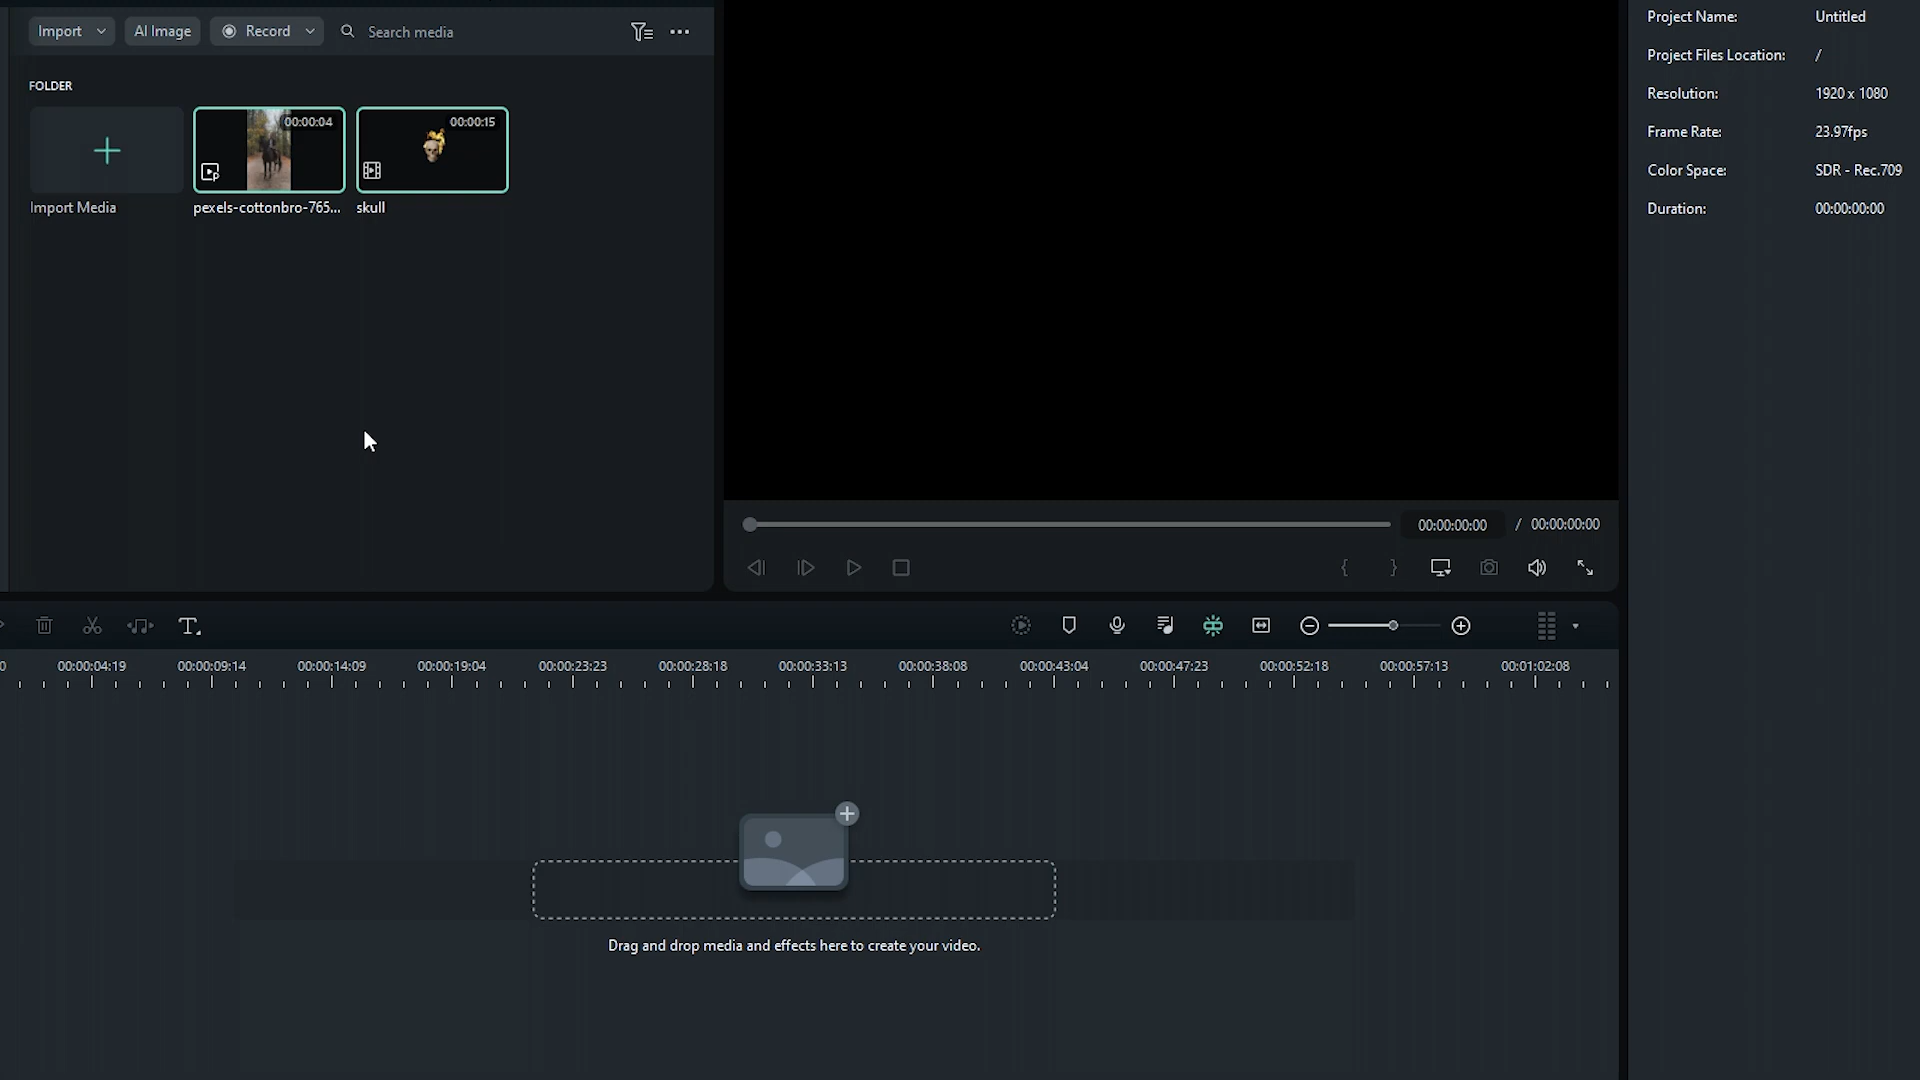 Import
AI Image
Record
Search media
FOLDER
00:00:04
00:00:15
Import Media
pexels-cottonbro-765...
skull
00:00:00:00 / 00:00:00:00
Project Name: Untitled
Project Files Location: /
Resolution: 1920 x 1080
Frame Rate: 23.97fps
Color Space: SDR - Rec.709
Duration: 00:00:00:00
0 00:00:04:19 00:00:09:14 00:00:14:09 00:00:19:04 00:00:23:23 00:00:28:18 00:00:33:13 00:00:38:08 00:00:43:04 00:00:47:23 00:00:52:18 00:00:57:13 00:01:02:08
Drag and drop media and effects here to create your video.